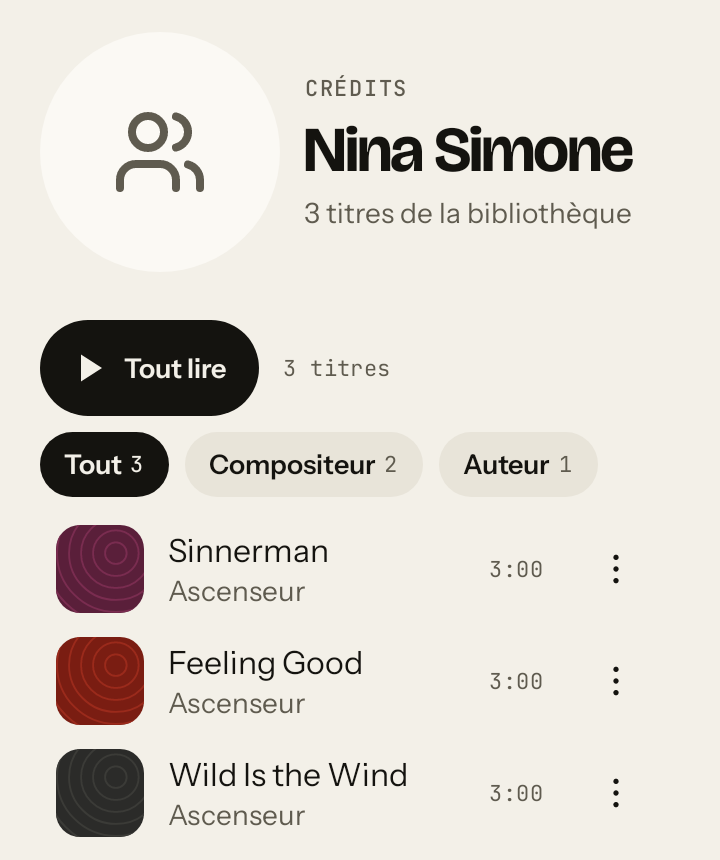 CRÉDITS
Nina Simone
3 titres de la bibliothèque
Tout lire
3 titres
Tout 3
Compositeur 2
Auteur 1
Sinnerman
Ascenseur
3:00
Feeling Good
Ascenseur
3:00
Wild Is the Wind
Ascenseur
3:00